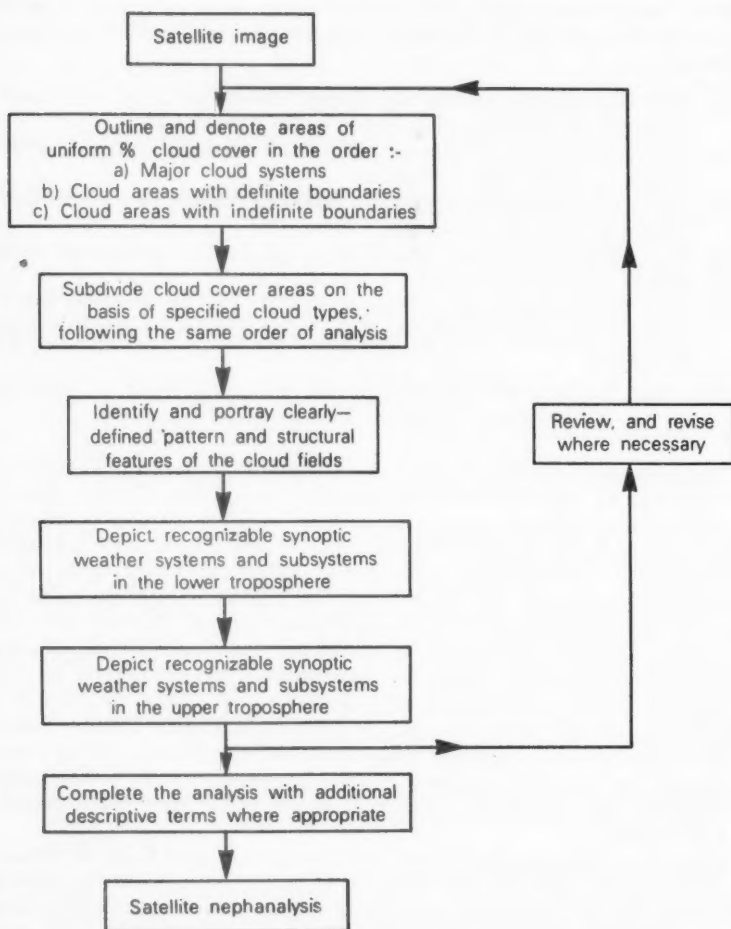 Satellite image
Outline and denote areas of
uniform % cloud cover in the order :-
a) Major cloud systems
b) Cloud areas with definite boundaries
c) Cloud areas with indefinite boundaries
Subdivide cloud cover areas on the
basis of specified cloud types,
following the same order of analysis
Identify and portray clearly—
defined pattern and structural
features of the cloud fields
Review, and revise
where necessary
Depict recognizable synoptic
weather systems and subsystems
in the lower troposphere
Depict recognizable synoptic
weather systems and subsystems
in the upper troposphere
Complete the analysis with additional
descriptive terms where appropriate
Satellite nephanalysis